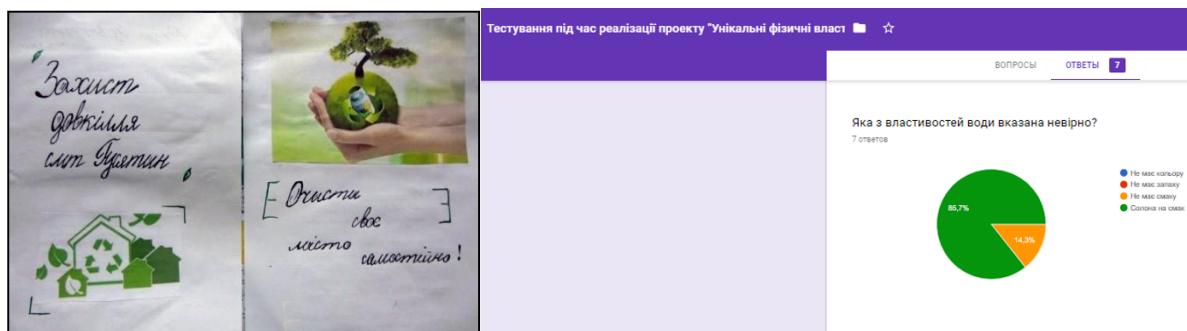 Захист
довкілля
смт Гусятин
Очисти
своє
місто
самостійно!
Тестування під час реалізації проекту "Унікальні фізичні власт
ВОПРОСЫ
ОТВЕТЫ 7
Яка з властивостей води вказана невірно?
7 ответов
85,7%
14,3%
Не має кольору
Не має запаху
Не має смаку
Солона на смак